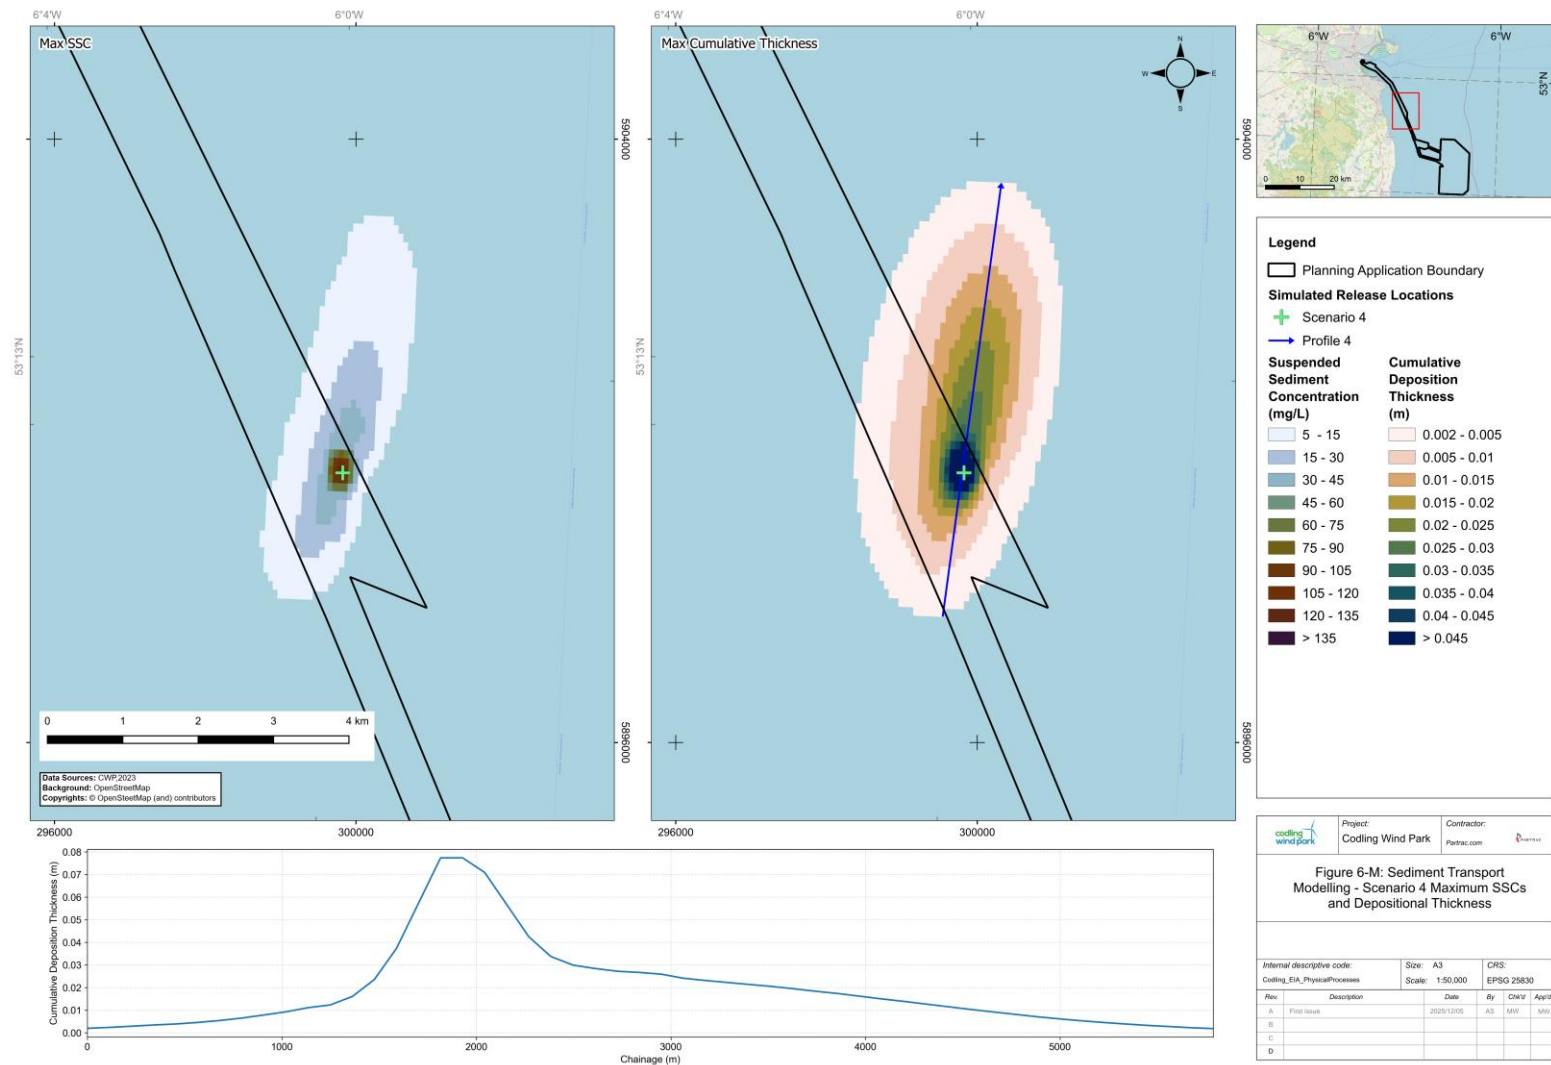 6°4'W
6°0'W
6°4'W
6°0'W
Max SSC
Max Cumulative Thickness
N
W
E
S
5904000
5904000
53°13'N
53°13'N
5896000
5896000
0 1 2 3 4 km
Data Sources: CWP,2023
Background: OpenStreetMap
Copyrights: © OpenSteetMap (and) contributors
296000
300000
296000
300000
6°W
6°W
53°N
0 10 20 km
Legend
Planning Application Boundary
Simulated Release Locations
Scenario 4
Profile 4
Suspended
Sediment
Concentration
(mg/L)
5 - 15
15 - 30
30 - 45
45 - 60
60 - 75
75 - 90
90 - 105
105 - 120
120 - 135
> 135
Cumulative
Deposition
Thickness
(m)
0.002 - 0.005
0.005 - 0.01
0.01 - 0.015
0.015 - 0.02
0.02 - 0.025
0.025 - 0.03
0.03 - 0.035
0.035 - 0.04
0.04 - 0.045
> 0.045
Cumulative Deposition Thickness (m)
0.08
0.07
0.06
0.05
0.04
0.03
0.02
0.01
0.00
0 1000 2000 3000 4000 5000
Chainage (m)
codling
wind park
Project:
Codling Wind Park
Contractor:
Partrac.com
PARTRAC
Figure 6-M: Sediment Transport
Modelling - Scenario 4 Maximum SSCs
and Depositional Thickness
Internal descriptive code:
Codling_EIA_PhysicalProcesses
Size: A3
Scale: 1:50,000
CRS:
EPSG 25830
Rev. Description Date By Chk'd App'd
A First Issue 2025/12/05 AS MW MW
B
C
D